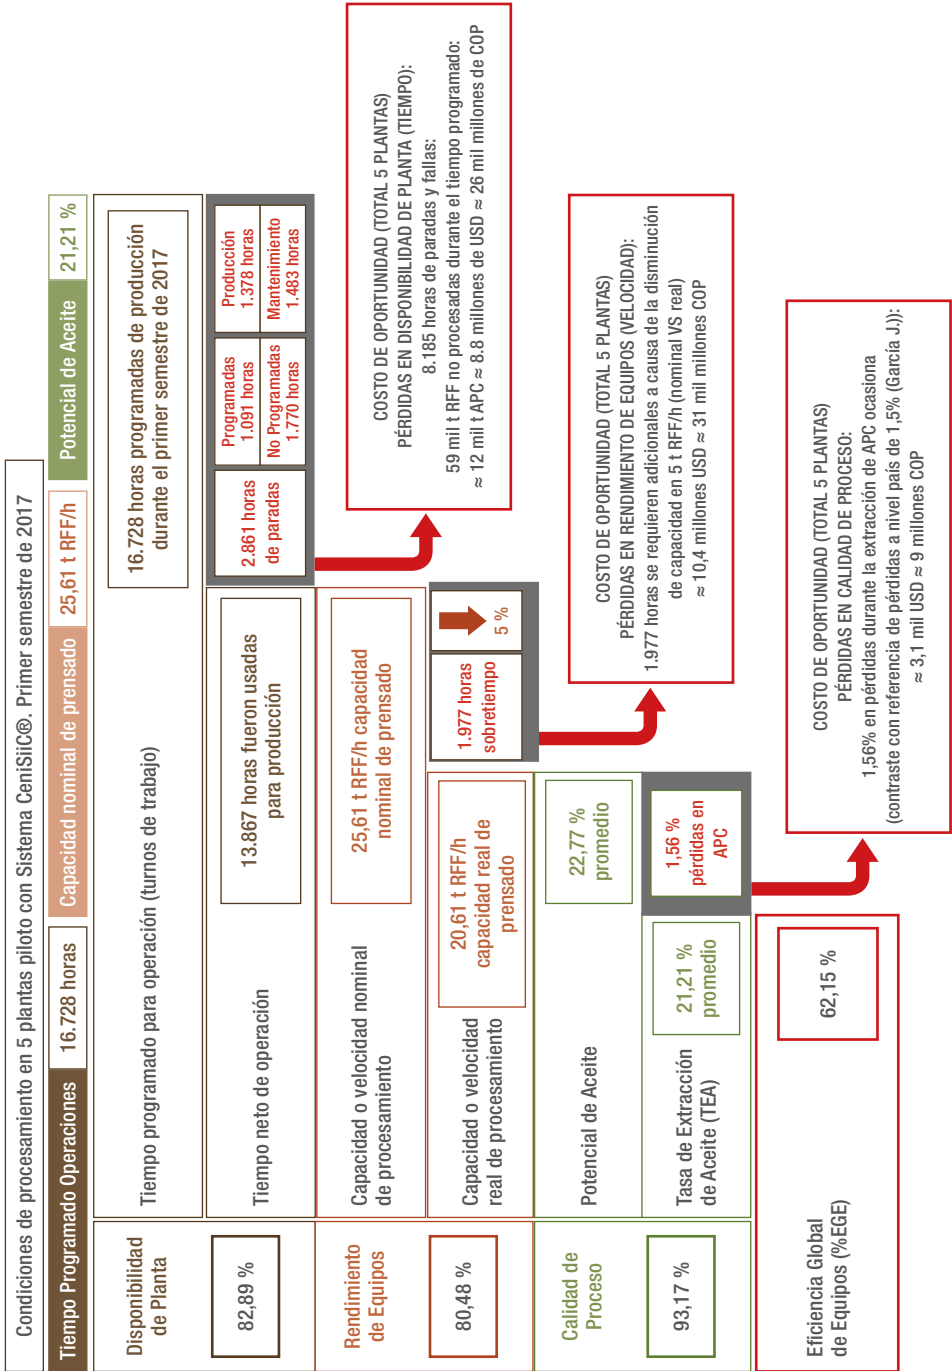 Condiciones de procesamiento en 5 plantas piloto con Sistema CeniSiiC®. Primer semestre de 2017
Tiempo Programado Operaciones
16.728 horas
Capacidad nominal de prensado
25,61 t RFF/h
Potencial de Aceite
21,21 %
Disponibilidad
de Planta
82,89 %
Tiempo programado para operación (turnos de trabajo)
16.728 horas programadas de producción
durante el primer semestre de 2017
Tiempo neto de operación
13.867 horas fueron usadas
para producción
2.861 horas
de paradas
Programadas
1.091 horas
No Programadas
1.770 horas
Producción
1.378 horas
Mantenimiento
1.483 horas
COSTO DE OPORTUNIDAD (TOTAL 5 PLANTAS)
PÉRDIDAS EN DISPONIBILIDAD DE PLANTA (TIEMPO):
8.185 horas de paradas y fallas:
59 mil t RFF no procesadas durante el tiempo programado:
≈ 12 mil t APC ≈ 8.8 millones de USD ≈ 26 mil millones de COP
Rendimiento
de Equipos
80,48 %
Capacidad o velocidad nominal
de procesamiento
25,61 t RFF/h capacidad
nominal de prensado
Capacidad o velocidad
real de procesamiento
20,61 t RFF/h
capacidad real de
prensado
1.977 horas
sobretiempo
5 %
COSTO DE OPORTUNIDAD (TOTAL 5 PLANTAS)
PÉRDIDAS EN RENDIMIENTO DE EQUIPOS (VELOCIDAD):
1.977 horas se requieren adicionales a causa de la disminución
de capacidad en 5 t RFF/h (nominal VS real)
≈ 10,4 millones USD ≈ 31 mil millones COP
Calidad de
Proceso
93,17 %
Potencial de Aceite
22,77 %
promedio
Tasa de Extracción
de Aceite (TEA)
21,21 %
promedio
1,56 %
pérdidas en
APC
COSTO DE OPORTUNIDAD (TOTAL 5 PLANTAS)
PÉRDIDAS EN CALIDAD DE PROCESO:
1,56% en pérdidas durante la extracción de APC ocasiona
(contraste con referencia de pérdidas a nivel país de 1,5% (García J.)):
≈ 3,1 mil USD ≈ 9 millones COP
Eficiencia Global
de Equipos (%EGE)
62,15 %